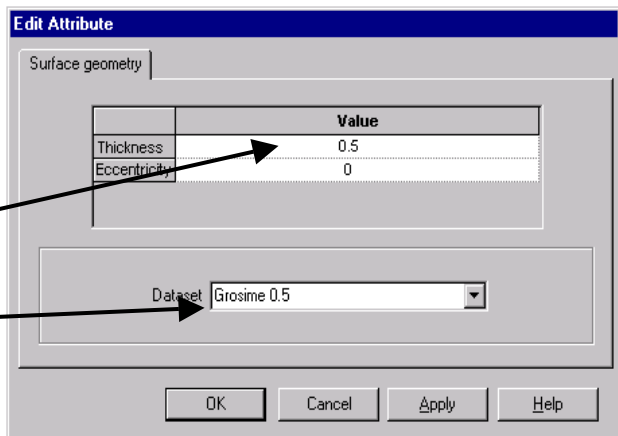 Edit Attribute
Surface geometry
Value
Thickness 0.5
Eccentricity 0
Dataset Grosime 0.5
OK Cancel Apply Help